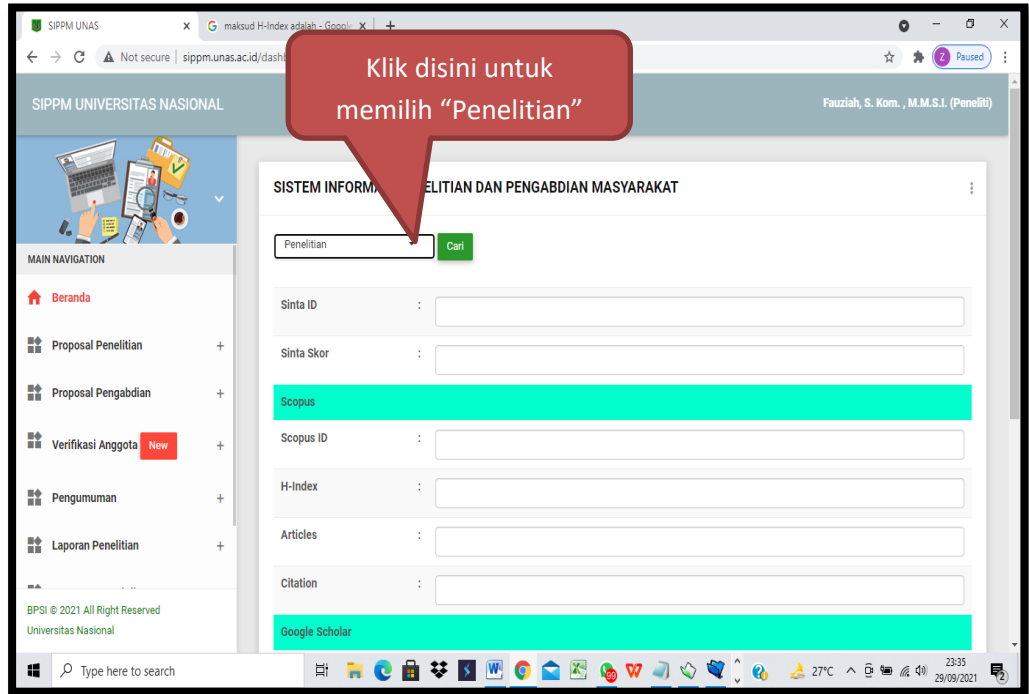 SIPPM UNAS
maksud H-Index adalah - Google
Not secure
sippm.unas.ac.id/dashb
Paused
Klik disini untuk
memilih “Penelitian”
SIPPM UNIVERSITAS NASIONAL
Fauziah, S. Kom. , M.M.S.I. (Peneliti)
SISTEM INFORMA ELITIAN DAN PENGABDIAN MASYARAKAT
Penelitian
Cari
MAIN NAVIGATION
Beranda
Proposal Penelitian +
Proposal Pengabdian +
Verifikasi Anggota New +
Pengumuman +
Laporan Penelitian +
BPSI © 2021 All Right Reserved
Universitas Nasional
Sinta ID :
Sinta Skor :
Scopus
Scopus ID :
H-Index :
Articles :
Citation :
Google Scholar
Type here to search
99
27°C
23:35
29/09/2021
2